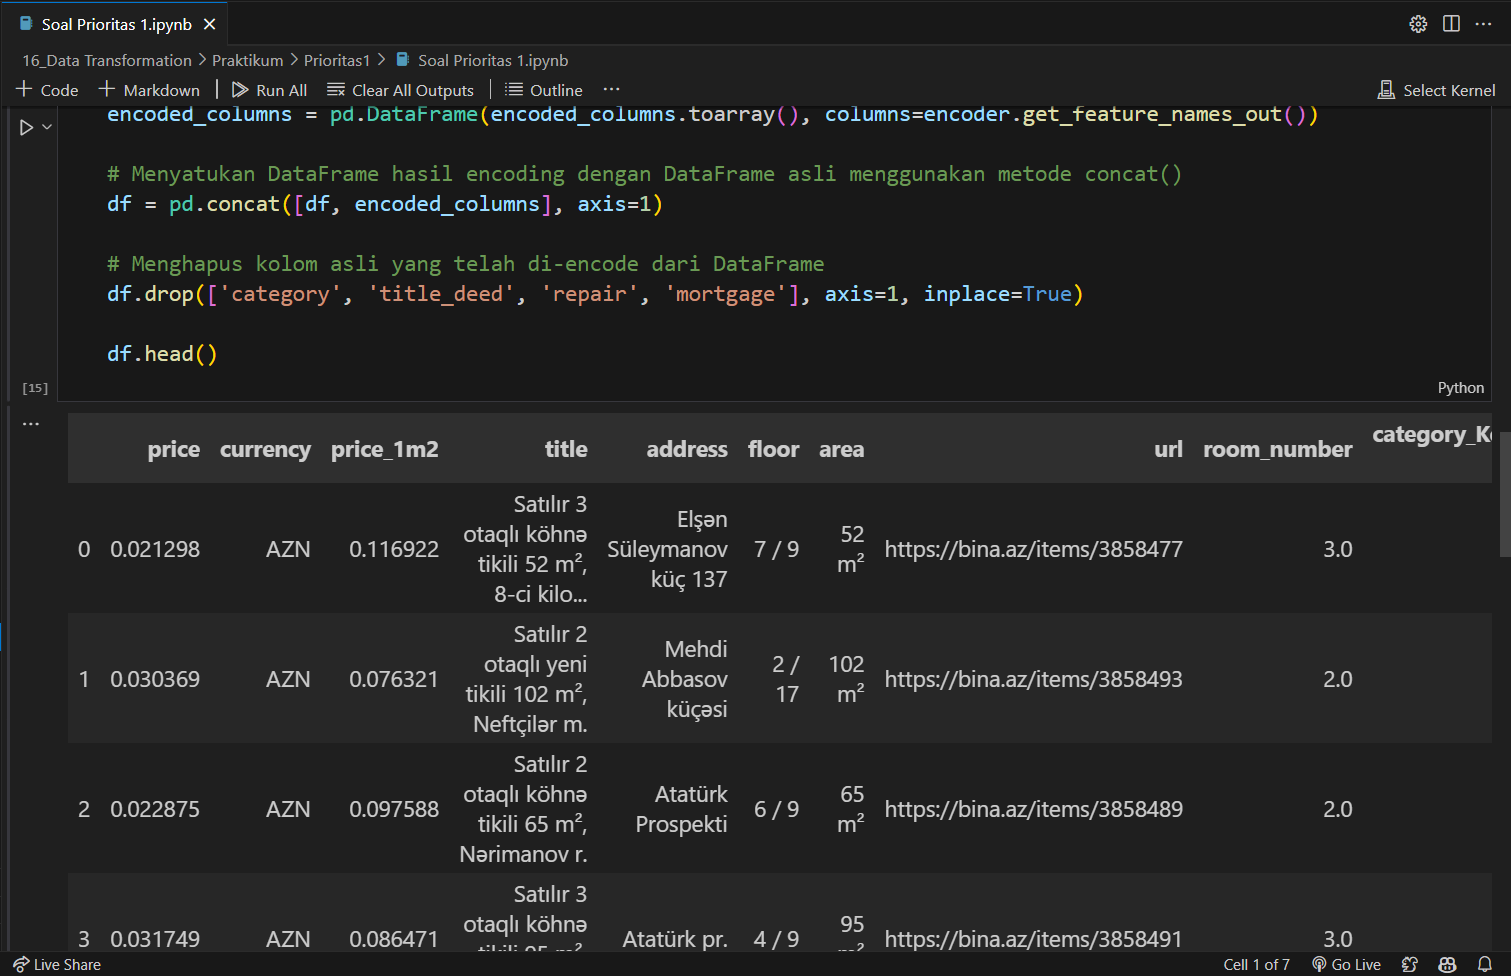 Soal Prioritas 1.ipynb
16_Data Transformation > Praktikum > Prioritas1 > Soal Prioritas 1.ipynb
+ Code + Markdown Run All Clear All Outputs Outline ... Select Kernel
encoded_columns = pd.DataFrame(encoded_columns.toarray(), columns=encoder.get_feature_names_out())
# Menyatukan DataFrame hasil encoding dengan DataFrame asli menggunakan metode concat()
df = pd.concat([df, encoded_columns], axis=1)
# Menghapus kolom asli yang telah di-encode dari DataFrame
df.drop(['category', 'title_deed', 'repair', 'mortgage'], axis=1, inplace=True)
df.head()
[15]
Python
...
price currency price_1m2 title address floor area url room_number
0 0.021298 AZN 0.116922 Satılır 3 otaqlı köhnə tikili 52 m², 8-ci kilo... Elşən Süleymanov küç 137 7 / 9 52 m² https://bina.az/items/3858477 3.0
1 0.030369 AZN 0.076321 Satılır 2 otaqlı yeni tikili 102 m², Neftçilər m. Mehdi Abbasov küçəsi 2 / 17 102 m² https://bina.az/items/3858493 2.0
2 0.022875 AZN 0.097588 Satılır 2 otaqlı köhnə tikili 65 m², Nərimanov r. Atatürk Prospekti 6 / 9 65 m² https://bina.az/items/3858489 2.0
3 0.031749 AZN 0.086471 Satılır 3 otaqlı köhnə Atatürk pr. 4 / 9 95 https://bina.az/items/3858491 3.0
Live Share
Cell 1 of 7 Go Live